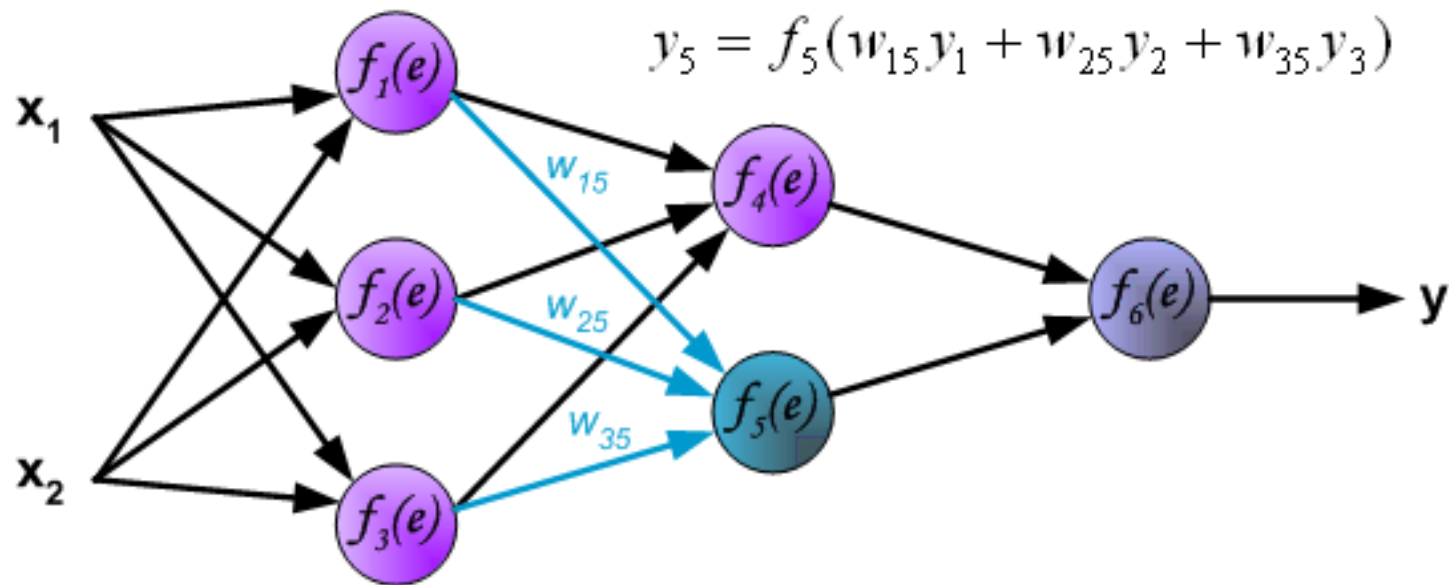 y₅ = f₅(w₁₅y₁ + w₂₅y₂ + w₃₅y₃)
f₁(e)
x₁
w₁₅
f₄(e)
f₂(e)
w₂₅
f₆(e)
y
f₅(e)
w₃₅
x₂
f₃(e)